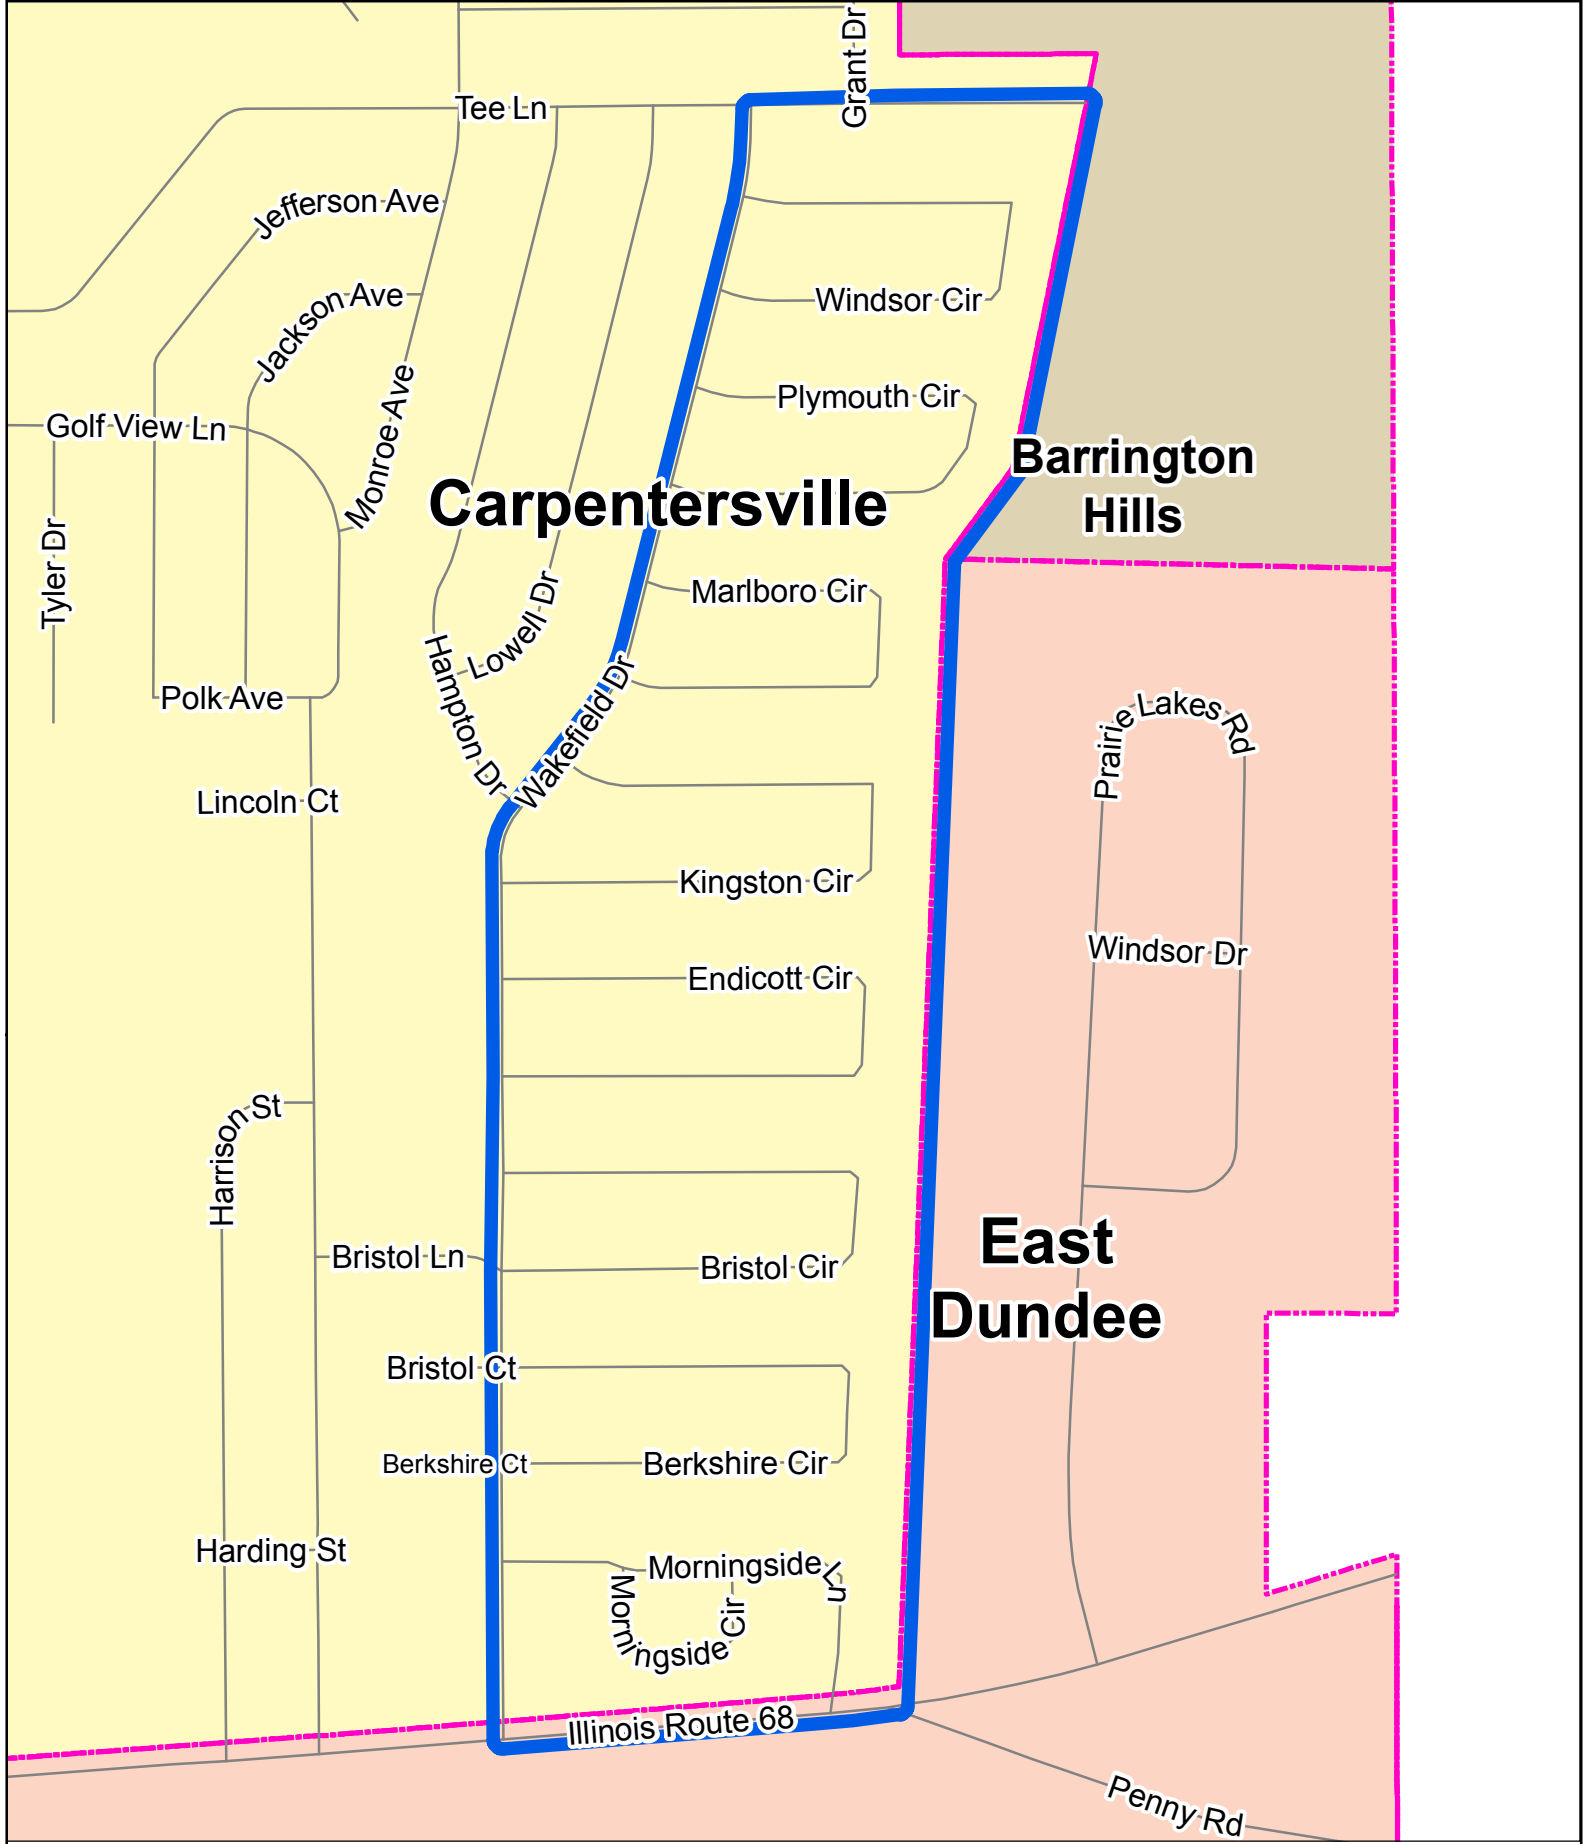 Grant Dr
Tee Ln
Jefferson Ave
Jackson Ave
Windsor Cir
Monroe Ave
Plymouth Cir
Golf View Ln
Barrington
Hills
Carpentersville
Tyler Dr
Marlboro Cir
Lowell Dr
Hampton Dr
Wakefield Dr
Polk Ave
Prairie Lakes Rd
Lincoln Ct
Kingston Cir
Windsor Dr
Endicott Cir
Harrison St
Bristol Ln
Bristol Cir
East
Dundee
Bristol Ct
Berkshire Ct
Berkshire Cir
Harding St
Morningside Ln
Morningside Cir
Illinois Route 68
Penny Rd